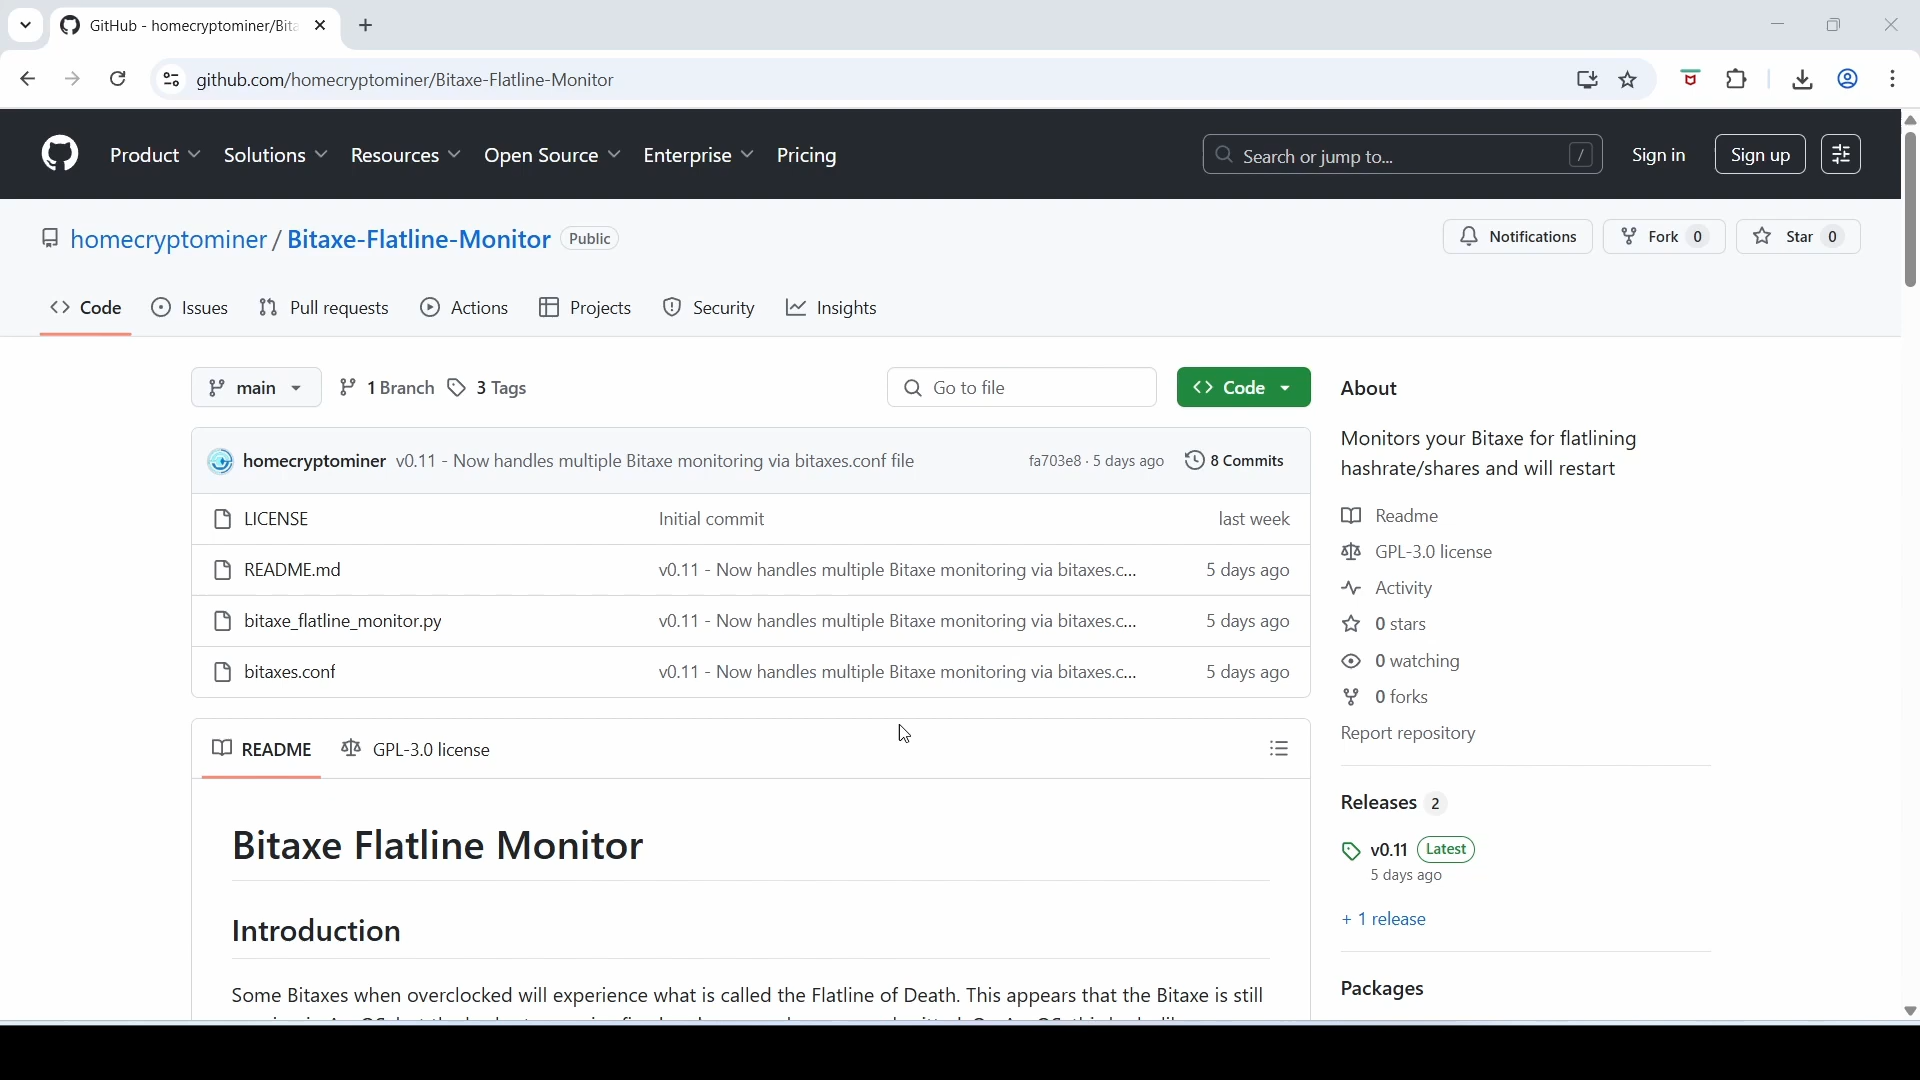 GitHub - homecryptominer/Bita
github.com/homecryptominer/Bitaxe-Flatline-Monitor
Product Solutions Resources Open Source Enterprise Pricing Search or jump to... / Sign in Sign up
homecryptominer / Bitaxe-Flatline-Monitor Public Notifications Fork 0 Star 0
Code Issues Pull requests Actions Projects Security Insights
main 1 Branch 3 Tags Go to file Code
homecryptominer v0.11 - Now handles multiple Bitaxe monitoring via bitaxes.conf file fa703e8 · 5 days ago 8 Commits
LICENSE Initial commit last week
README.md v0.11 - Now handles multiple Bitaxe monitoring via bitaxes.c... 5 days ago
bitaxe_flatline_monitor.py v0.11 - Now handles multiple Bitaxe monitoring via bitaxes.c... 5 days ago
bitaxes.conf v0.11 - Now handles multiple Bitaxe monitoring via bitaxes.c... 5 days ago
README GPL-3.0 license
Bitaxe Flatline Monitor
Introduction
Some Bitaxes when overclocked will experience what is called the Flatline of Death. This appears that the Bitaxe is still
About
Monitors your Bitaxe for flatlining
hashrate/shares and will restart
Readme
GPL-3.0 license
Activity
0 stars
0 watching
0 forks
Report repository
Releases 2
v0.11 Latest
5 days ago
+ 1 release
Packages